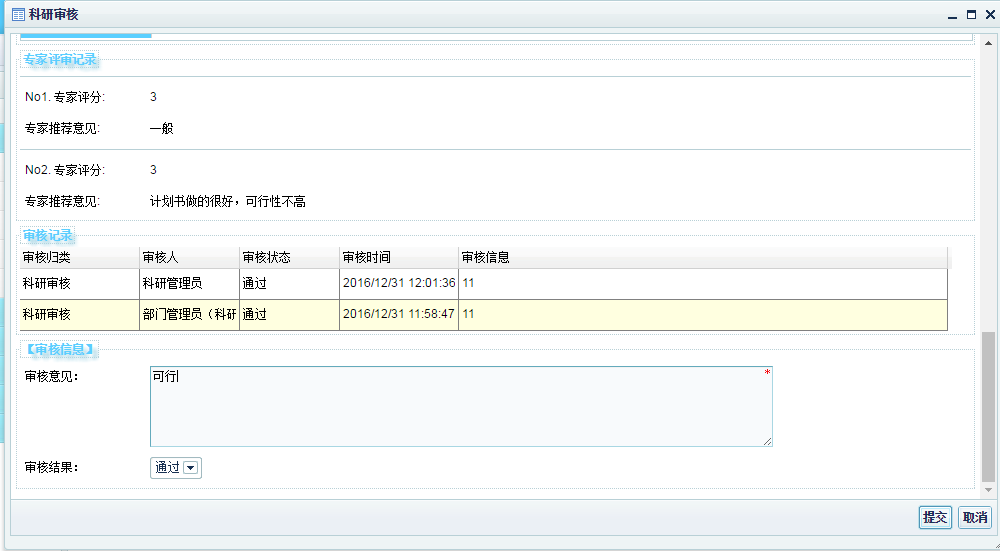 科研审核
专家评审记录
No1. 专家评分: 3
专家推荐意见: 一般
No2. 专家评分: 3
专家推荐意见: 计划书做的很好，可行性不高
审核记录
审核归类 审核人 审核状态 审核时间 审核信息
科研审核 科研管理员 通过 2016/12/31 12:01:36 11
科研审核 部门管理员（科研 通过 2016/12/31 11:58:47 11
【审核信息】
审核意见： 可行 *
审核结果： 通过
提交 取消